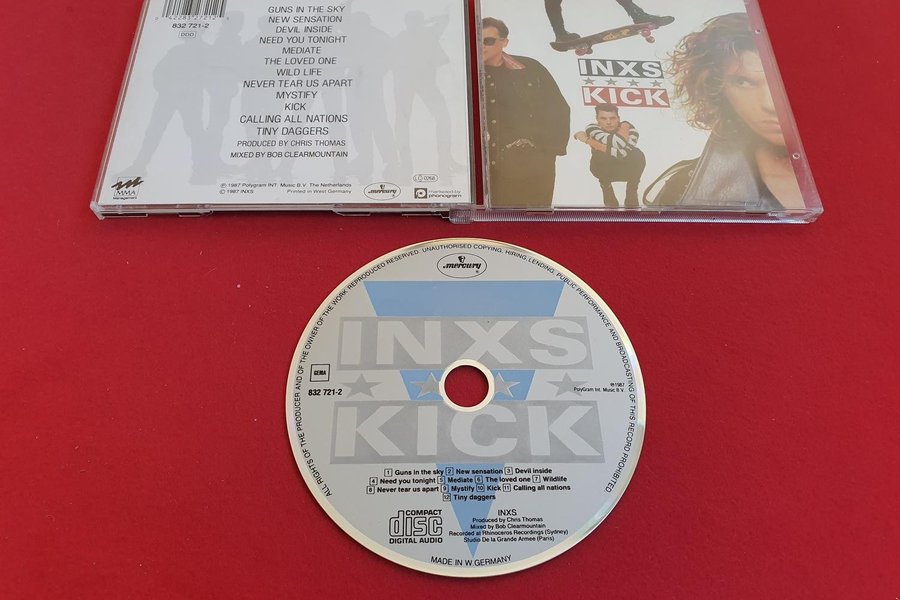 0 42283 27212
832 721-2
DDD
GUNS IN THE SKY
NEW SENSATION
DEVIL INSIDE
NEED YOU TONIGHT
MEDIATE
THE LOVED ONE
WILD LIFE
NEVER TEAR US APART
MYSTIFY
KICK
CALLING ALL NATIONS
TINY DAGGERS
PRODUCED BY CHRIS THOMAS
MIXED BY BOB CLEARMOUNTAIN
MMA
Management
℗ 1987 Polygram INT. Music B.V. The Netherlands
© 1987 INXS
Printed in West Germany
mercury
LC 0268
marketed by
phonogram
INXS
KICK
ALL RIGHTS OF THE PRODUCER AND OF THE OWNER OF THE WORK REPRODUCED RESERVED. UNAUTHORISED COPYING, HIRING, LENDING, PUBLIC PERFORMANCE AND BROADCASTING OF THIS RECORD PROHIBITED
mercury
INXS
GEMA
832 721-2
℗ 1987
PolyGram Int. Music B.V.
KICK
1 Guns in the sky 2 New sensation 3 Devil inside
4 Need you tonight 5 Mediate 6 The loved one 7 Wildlife
8 Never tear us apart 9 Mystify 10 Kick 11 Calling all nations
12 Tiny daggers
COMPACT
disc
DIGITAL AUDIO
INXS
Produced by Chris Thomas
Mixed by Bob Clearmountain
Recorded at Rhinoceros Recordings (Sydney)
Studio De la Grande Armee (Paris)
MADE IN W.GERMANY